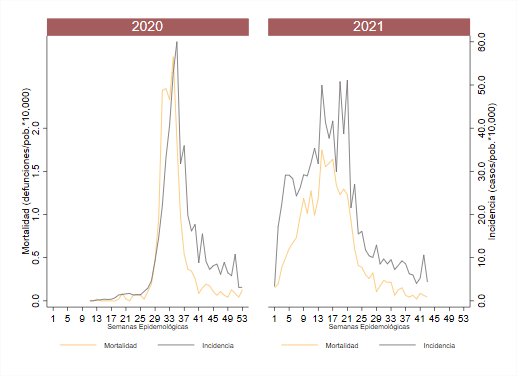 2020 2021
Mortalidad (defunciones/pob.*10,000)
0.0 0.5 1.0 1.5 2.0
Incidencia (casos/pob.*10,000)
0.0 10.0 20.0 30.0 40.0 50.0 60.0
1 5 9 13 17 21 25 29 33 37 41 45 49 53 1 5 9 13 17 21 25 29 33 37 41 45 49 53
Semanas Epidemológicas Semanas Epidemológicas
Mortalidad Incidencia Mortalidad Incidencia